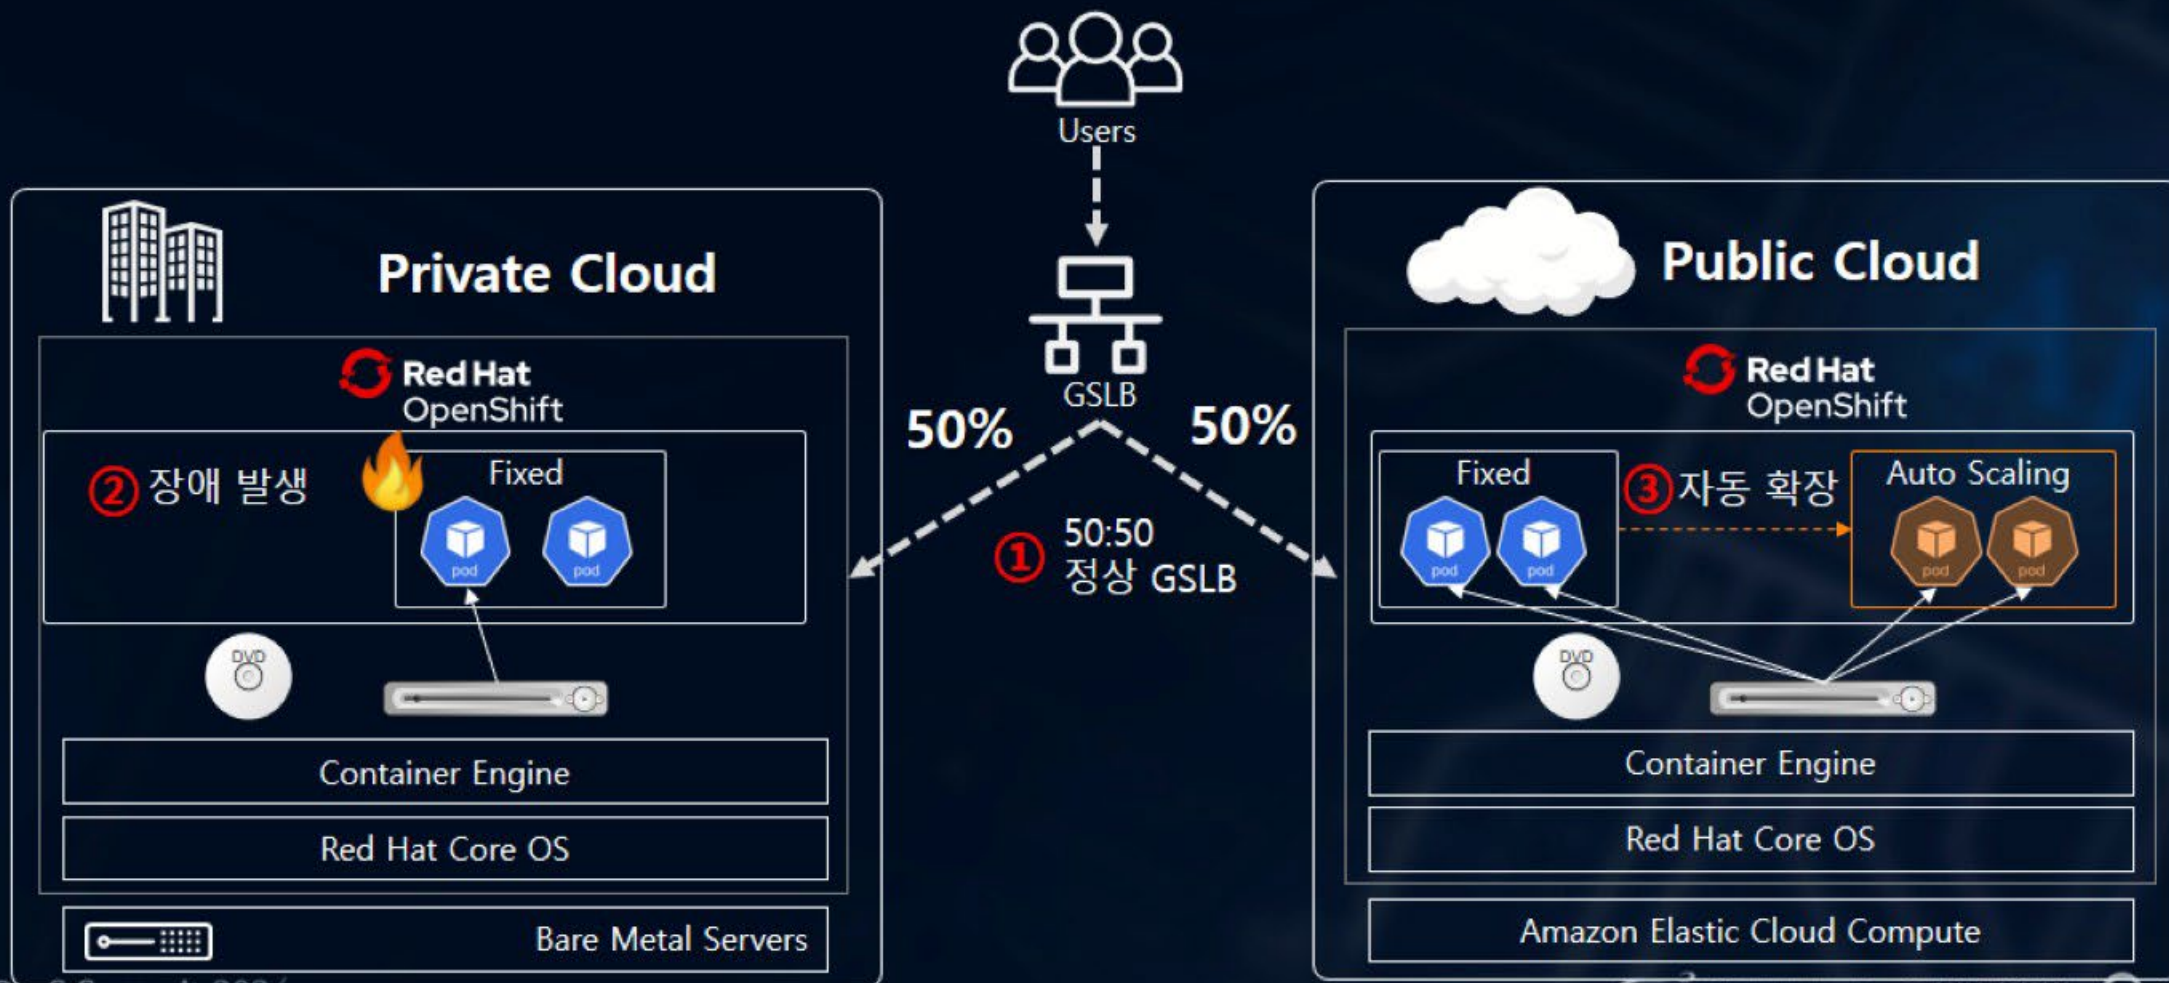 Users
GSLB
50%
50%
①
50:50
정상 GSLB
Private Cloud
Red Hat
OpenShift
② 장애 발생
Fixed
pod
pod
DVD
Container Engine
Red Hat Core OS
Bare Metal Servers
Public Cloud
Red Hat
OpenShift
Fixed
③ 자동 확장
Auto Scaling
pod
pod
pod
pod
DVD
Container Engine
Red Hat Core OS
Amazon Elastic Cloud Compute